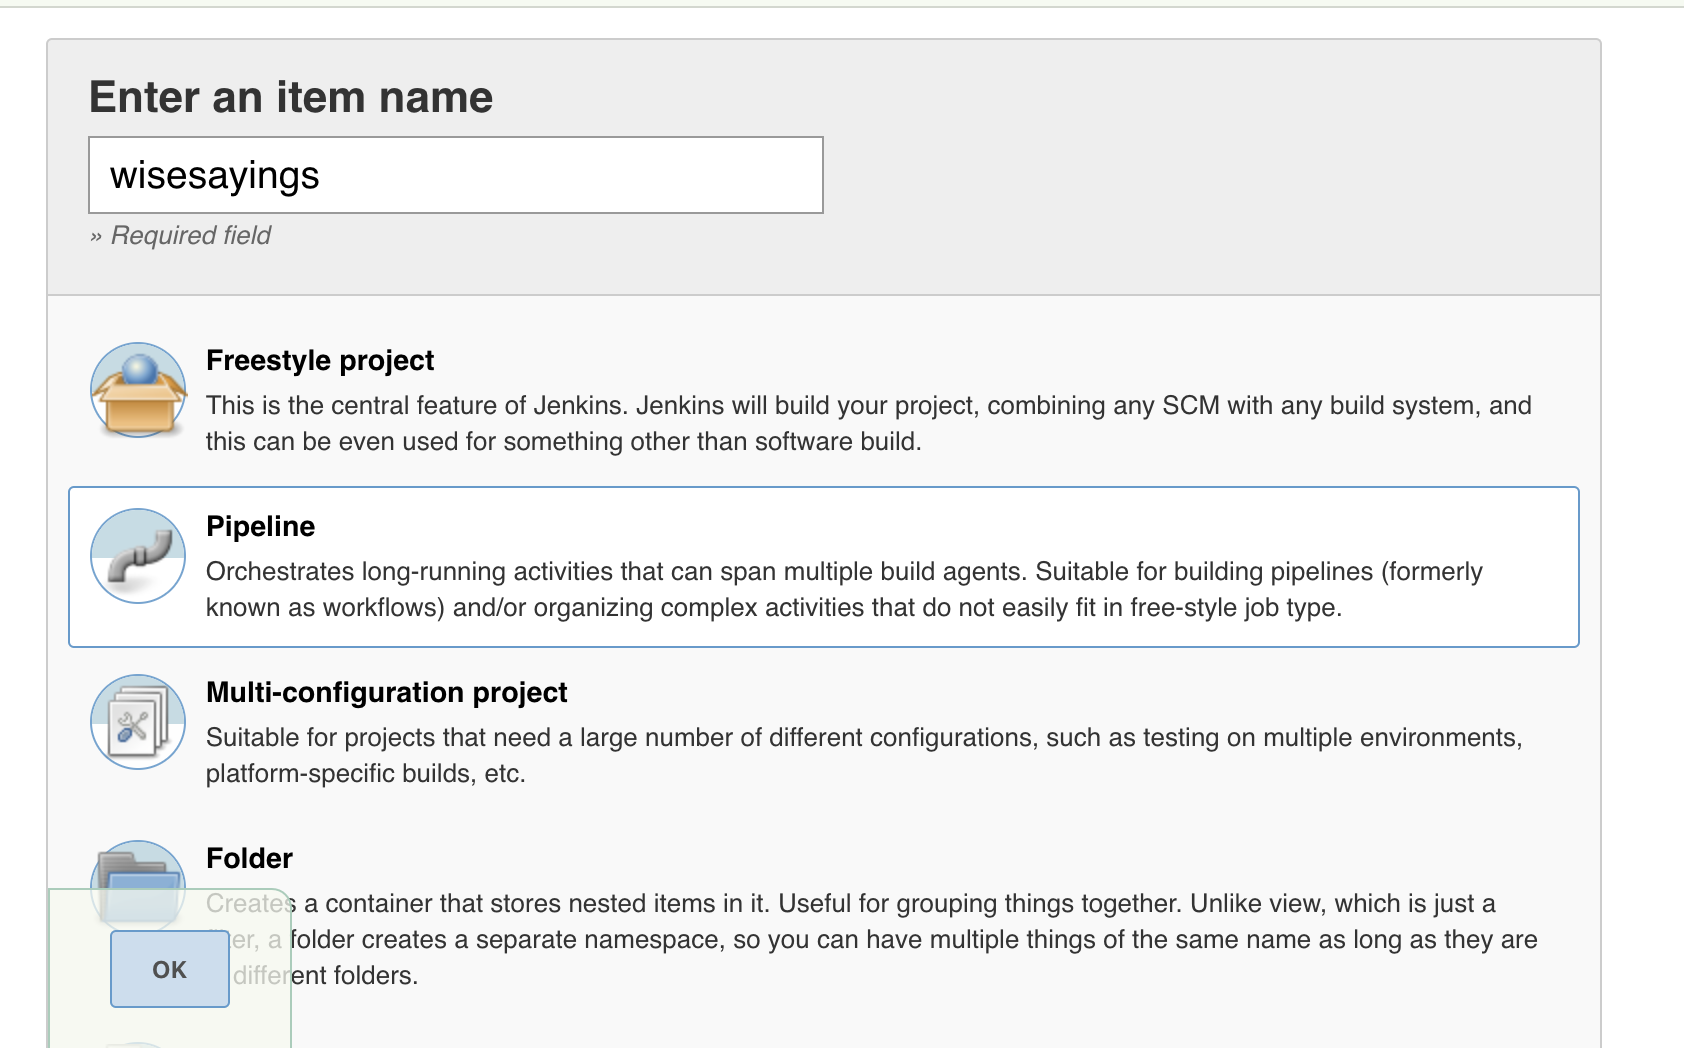 Enter an item name
wisesayings
» Required field
Freestyle project
This is the central feature of Jenkins. Jenkins will build your project, combining any SCM with any build system, and
this can be even used for something other than software build.
Pipeline
Orchestrates long-running activities that can span multiple build agents. Suitable for building pipelines (formerly
known as workflows) and/or organizing complex activities that do not easily fit in free-style job type.
Multi-configuration project
Suitable for projects that need a large number of different configurations, such as testing on multiple environments,
platform-specific builds, etc.
Folder
Creates a container that stores nested items in it. Useful for grouping things together. Unlike view, which is just a
a folder creates a separate namespace, so you can have multiple things of the same name as long as they are
different folders.
OK